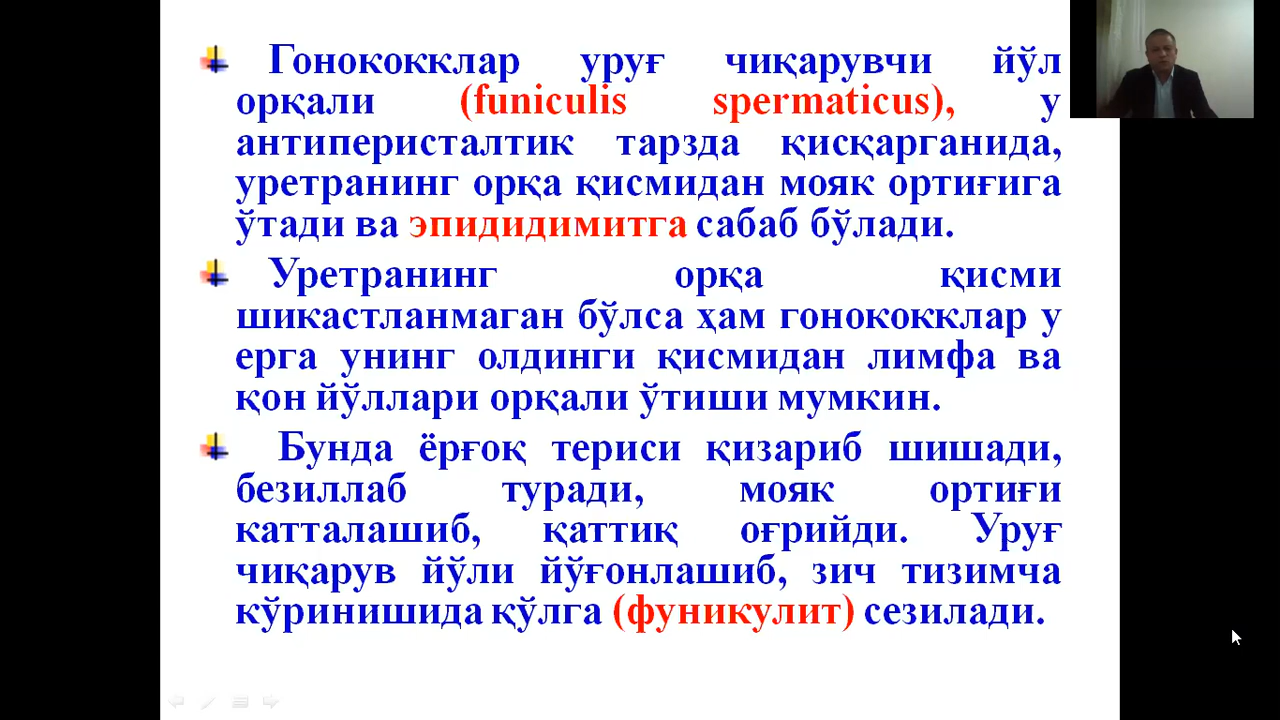 Гонококклар уруғ чиқарувчи йўл
орқали (funiculis spermaticus), у
антиперисталтик тарзда қисқарганида,
уретранинг орқа қисмидан мояк ортиғига
ўтади ва эпидидимитга сабаб бўлади.
Уретранинг орқа қисми
шикастланмаган бўлса ҳам гонококклар у
ерга унинг олдинги қисмидан лимфа ва
қон йўллари орқали ўтиши мумкин.
Бунда ёрғоқ териси қизариб шишади,
безиллаб туради, мояк ортиғи
катталашиб, қаттиқ оғрийди. Уруғ
чиқарув йўли йўғонлашиб, зич тизимча
кўринишида қўлга (фуникулит) сезилади.